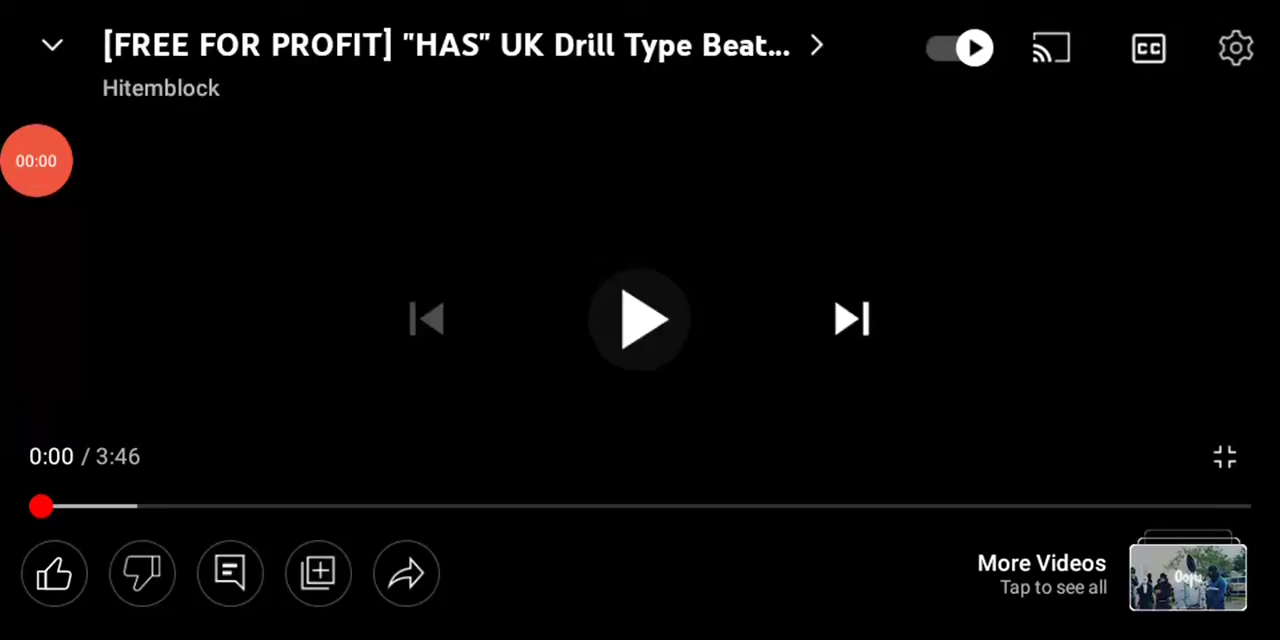 [FREE FOR PROFIT] "HAS" UK Drill Type Beat...
Hitemblock
CC
00:00
0:00 / 3:46
More Videos
Tap to see all